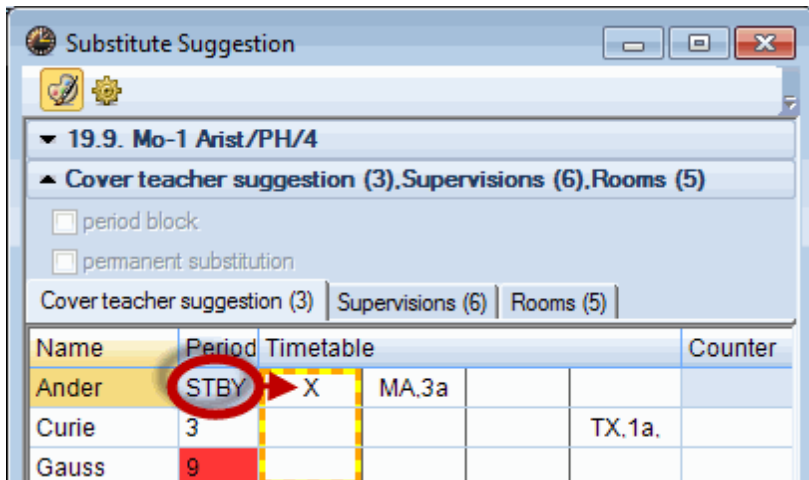 Substitute Suggestion
19.9. Mo-1 Arist/PH/4
Cover teacher suggestion (3),Supervisions (6),Rooms (5)
period block
permanent substitution
Cover teacher suggestion (3) Supervisions (6) Rooms (5)
Name Period Timetable Counter
Ander STBY X MA,3a
Curie 3 TX,1a,
Gauss 9